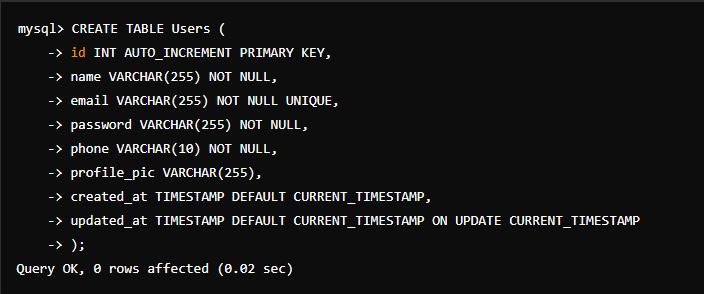 mysql> CREATE TABLE Users (
    -> id INT AUTO_INCREMENT PRIMARY KEY,
    -> name VARCHAR(255) NOT NULL,
    -> email VARCHAR(255) NOT NULL UNIQUE,
    -> password VARCHAR(255) NOT NULL,
    -> phone VARCHAR(10) NOT NULL,
    -> profile_pic VARCHAR(255),
    -> created_at TIMESTAMP DEFAULT CURRENT_TIMESTAMP,
    -> updated_at TIMESTAMP DEFAULT CURRENT_TIMESTAMP ON UPDATE CURRENT_TIMESTAMP
    -> );
Query OK, 0 rows affected (0.02 sec)